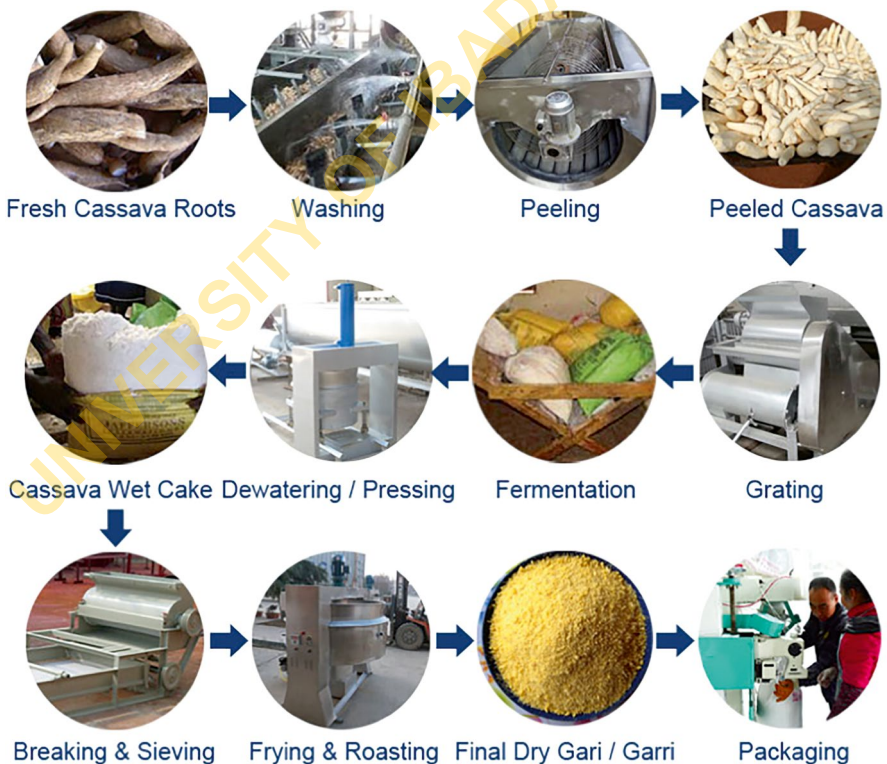 UNIVERSITY OF IBADA
Fresh Cassava Roots
Washing
Peeling
Peeled Cassava
Grating
Fermentation
Dewatering / Pressing
Cassava Wet Cake
Breaking & Sieving
Frying & Roasting
Final Dry Gari / Garri
Packaging